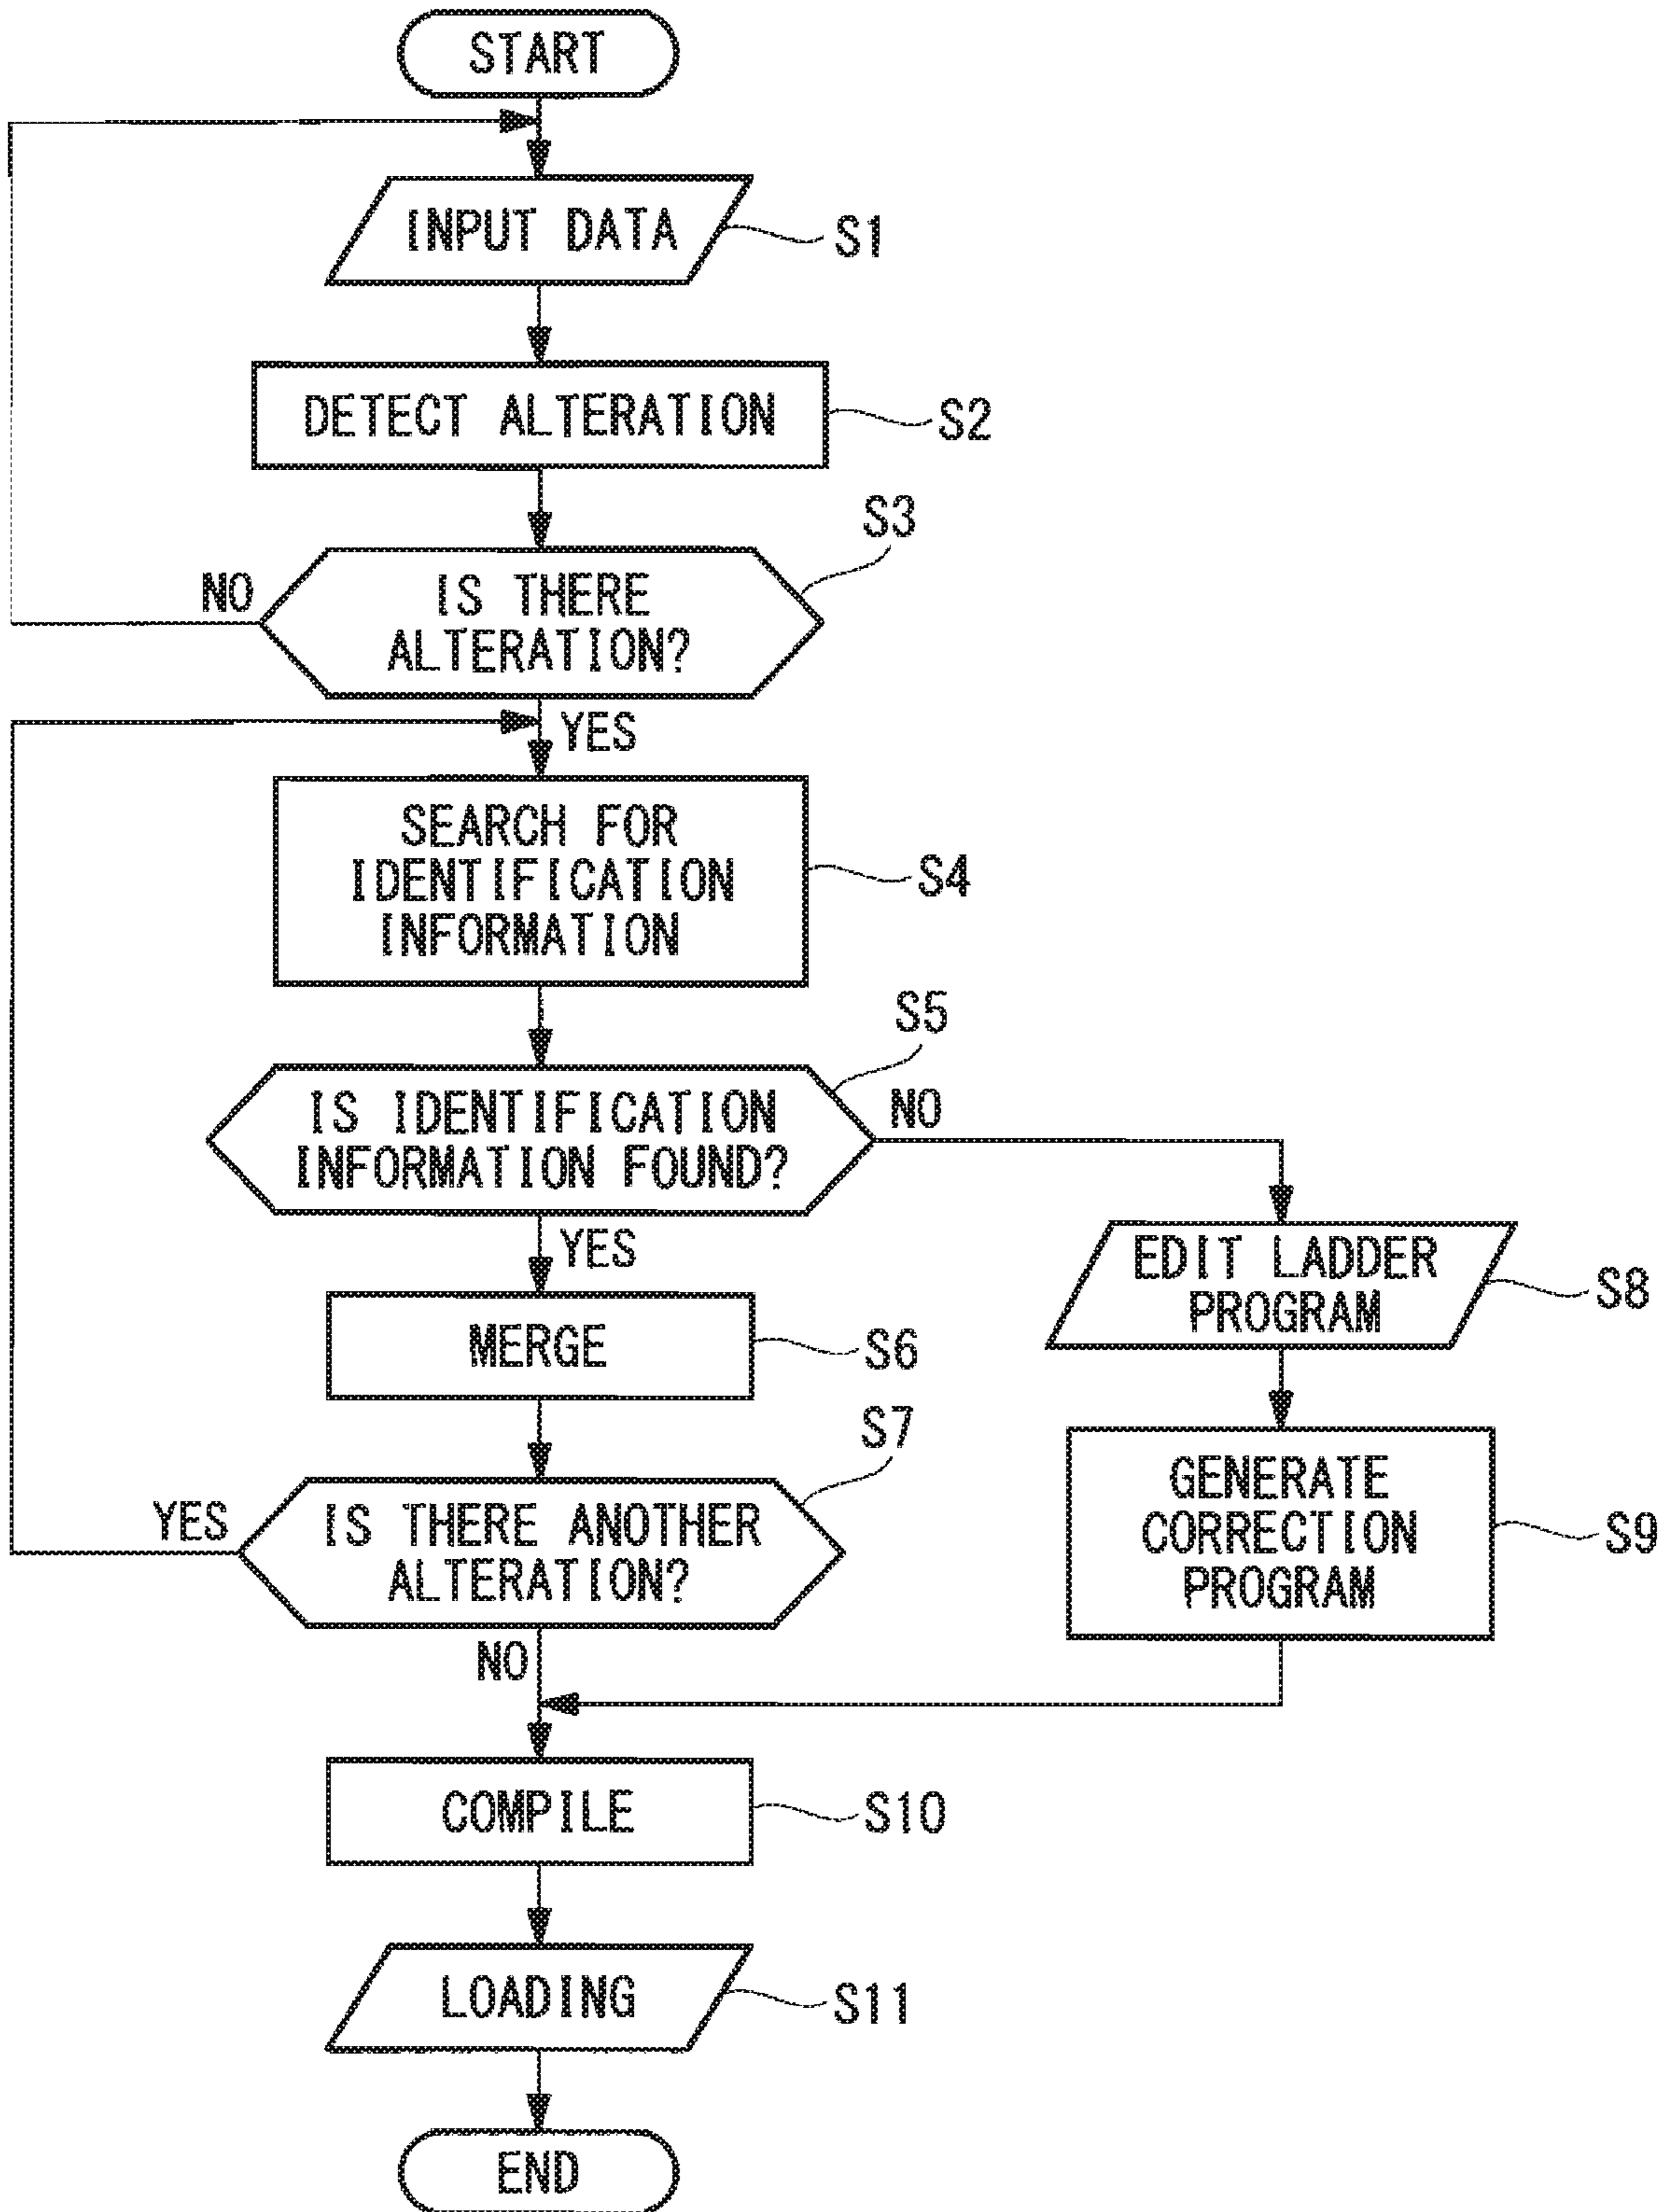 START
INPUT DATA
S1
DETECT ALTERATION
S2
S3
NO
IS THERE
ALTERATION?
YES
SEARCH FOR
IDENTIFICATION
INFORMATION
S4
S5
IS IDENTIFICATION
INFORMATION FOUND?
NO
YES
EDIT LADDER
PROGRAM
S8
MERGE
S6
S7
YES
IS THERE ANOTHER
ALTERATION?
GENERATE
CORRECTION
PROGRAM
S9
NO
COMPILE
S10
LOADING
S11
END